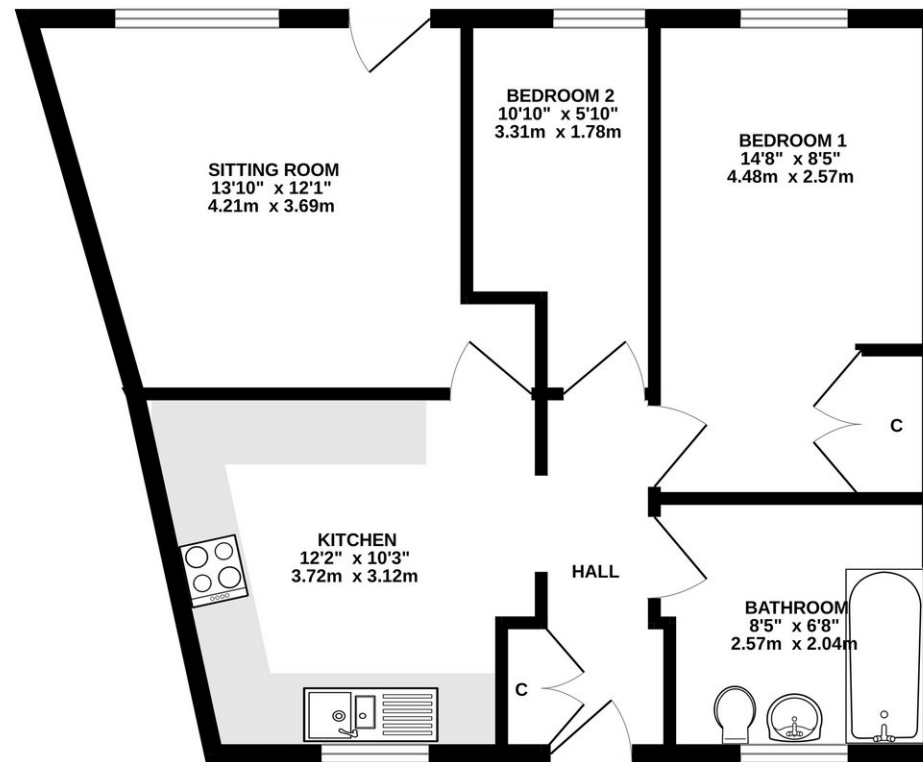 BEDROOM 2
10'10" x 5'10"
3.31m x 1.78m
BEDROOM 1
14'8" x 8'5"
4.48m x 2.57m
SITTING ROOM
13'10" x 12'1"
4.21m x 3.69m
C
KITCHEN
12'2" x 10'3"
3.72m x 3.12m
HALL
BATHROOM
8'5" x 6'8"
2.57m x 2.04m
C